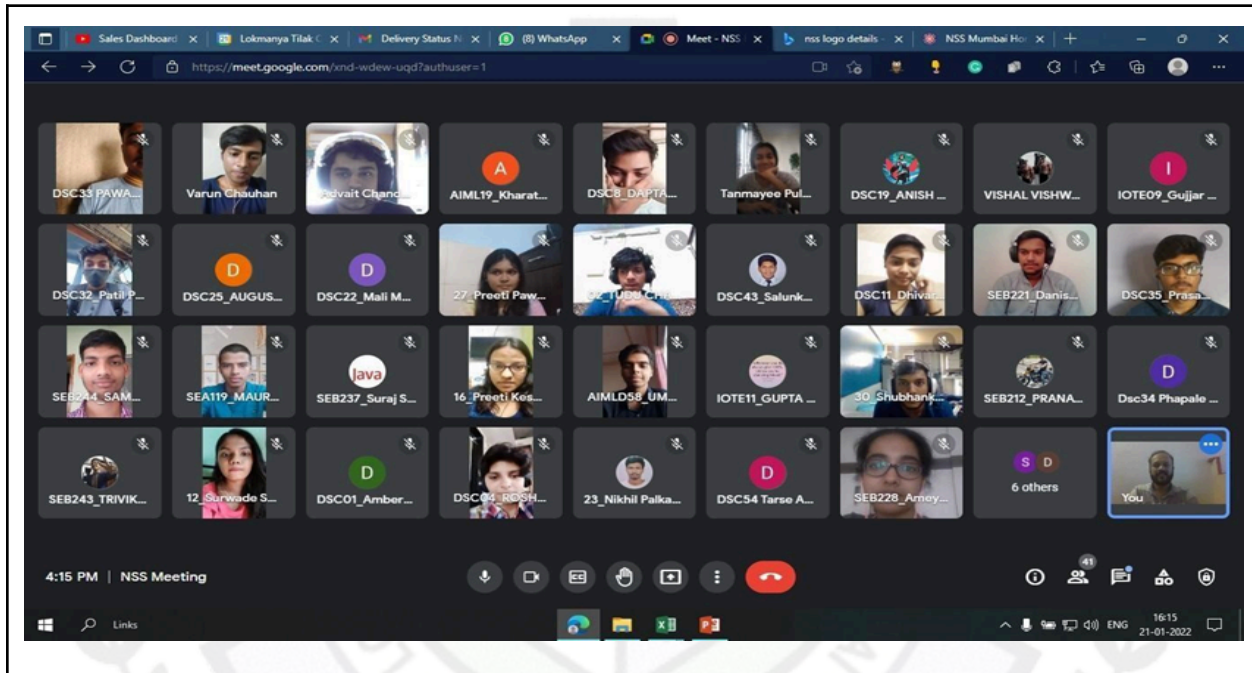 Sales Dashboard
Lokmanya Tilak C
Delivery Status N
(8) WhatsApp
Meet - NSS
nss logo details -
NSS Mumbai Ho
https://meet.google.com/xnd-wdew-uqd?authuser=1
DSC33 PAWA...
Varun Chauhan
Advait Chand...
A
AIML19_Kharat...
DSC8_DAPTA...
Tanmayee Pul...
DSC19_ANISH ...
VISHAL VISHW...
I
IOTE09_Gujjar ...
DSC32_Patil P...
D
DSC25_AUGUS...
D
DSC22_Mali M...
27_Preeti Paw...
02_TUDU CH
DSC43_Salunk...
DSC11_Dhivar...
SEB221_Danis...
DSC35_Prasa...
SEB244_SAM...
SEA119_MAUR...
Java
SEB237_Suraj S...
16_Preeti Kes...
AIMLD58_UM...
IOTE11_GUPTA ...
30_Shubhank...
SEB212_PRANA...
D
Dsc34 Phapale ...
SEB243_TRIVIK...
12_Surwade S...
D
DSC01_Amber...
DSC04_ROSH...
23_Nikhil Palka...
D
DSC54 Tarse A...
SEB228_Amey...
S D
6 others
You
4:15 PM | NSS Meeting
CC
41
Links
ENG
16:15
21-01-2022